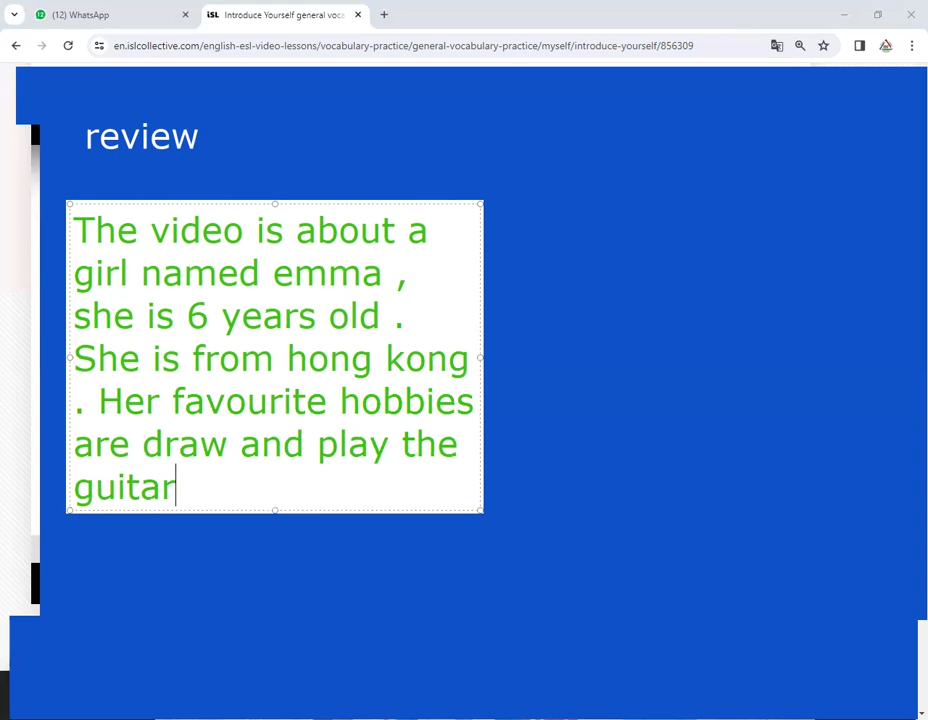 12
(12) WhatsApp
iSL
Introduce Yourself general voca
en.islcollective.com/english-esl-video-lessons/vocabulary-practice/general-vocabulary-practice/myself/introduce-yourself/856309
review
The video is about a
girl named emma ,
she is 6 years old .
She is from hong kong
. Her favourite hobbies
are draw and play the
guitar